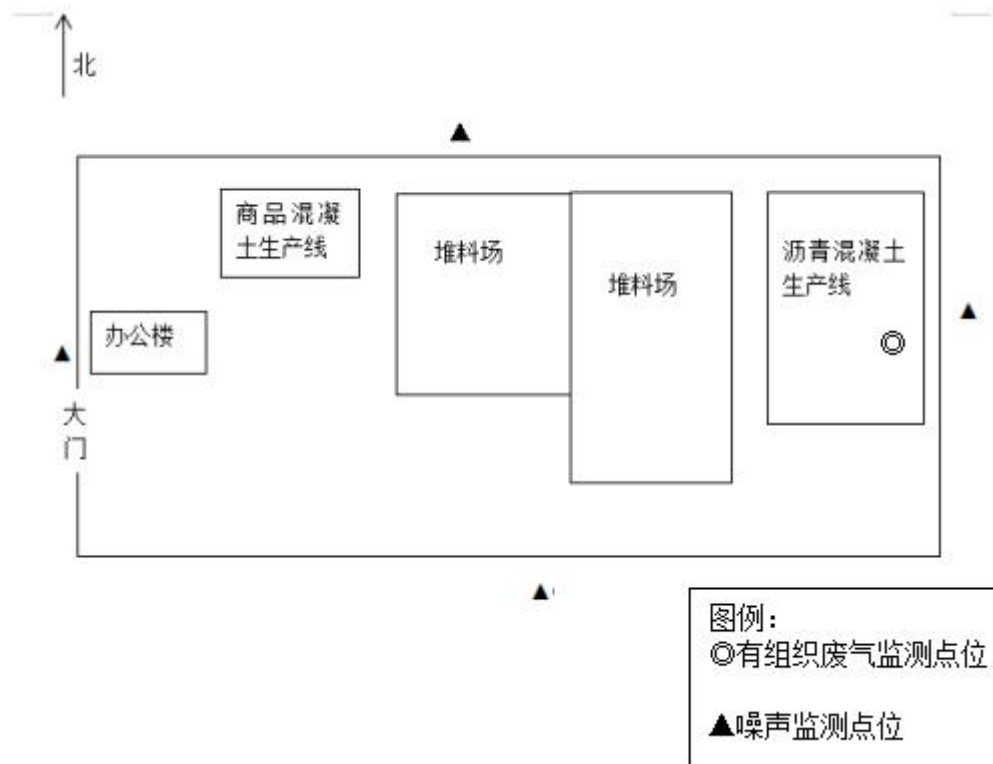 北
商品混凝
土生产线
堆料场
堆料场
沥青混凝土
生产线
办公楼
大
门
图例：
◎有组织废气监测点位
▲噪声监测点位